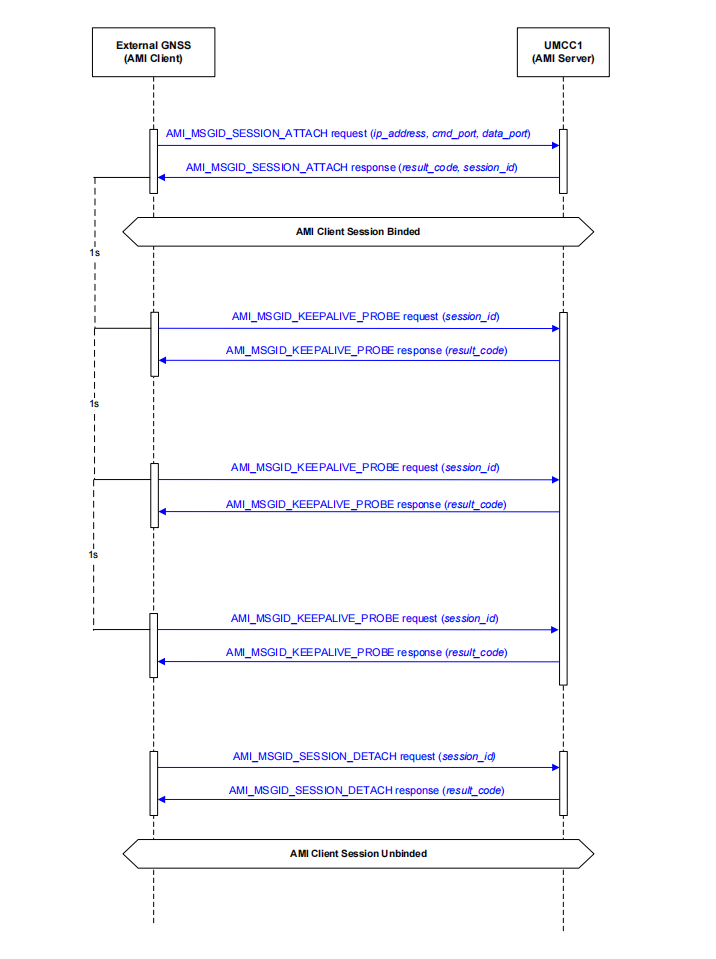 External GNSS
(AMI Client)
UMCC1
(AMI Server)
AMI_MSGID_SESSION_ATTACH request (ip_address, cmd_port, data_port)
AMI_MSGID_SESSION_ATTACH response (result_code, session_id)
AMI Client Session Binded
1s
AMI_MSGID_KEEPALIVE_PROBE request (session_id)
AMI_MSGID_KEEPALIVE_PROBE response (result_code)
1s
AMI_MSGID_KEEPALIVE_PROBE request (session_id)
AMI_MSGID_KEEPALIVE_PROBE response (result_code)
1s
AMI_MSGID_KEEPALIVE_PROBE request (session_id)
AMI_MSGID_KEEPALIVE_PROBE response (result_code)
AMI_MSGID_SESSION_DETACH request (session_id)
AMI_MSGID_SESSION_DETACH response (result_code)
AMI Client Session Unbinded